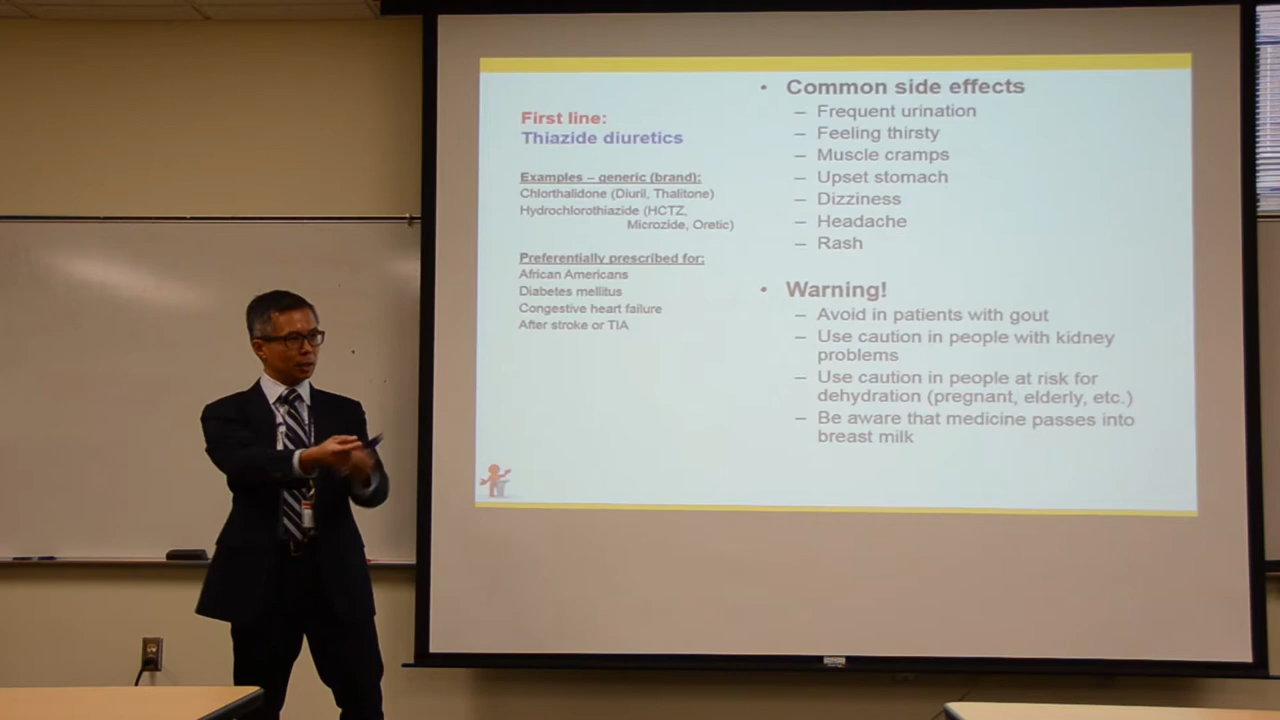 First line:
Thiazide diuretics
Examples – generic (brand):
Chlorthalidone (Diuril, Thalitone)
Hydrochlorothiazide (HCTZ,
Microzide, Oretic)
Preferentially prescribed for:
African Americans
Diabetes mellitus
Congestive heart failure
After stroke or TIA
• Common side effects
– Frequent urination
– Feeling thirsty
– Muscle cramps
– Upset stomach
– Dizziness
– Headache
– Rash
• Warning!
– Avoid in patients with gout
– Use caution in people with kidney
problems
– Use caution in people at risk for
dehydration (pregnant, elderly, etc.)
– Be aware that medicine passes into
breast milk